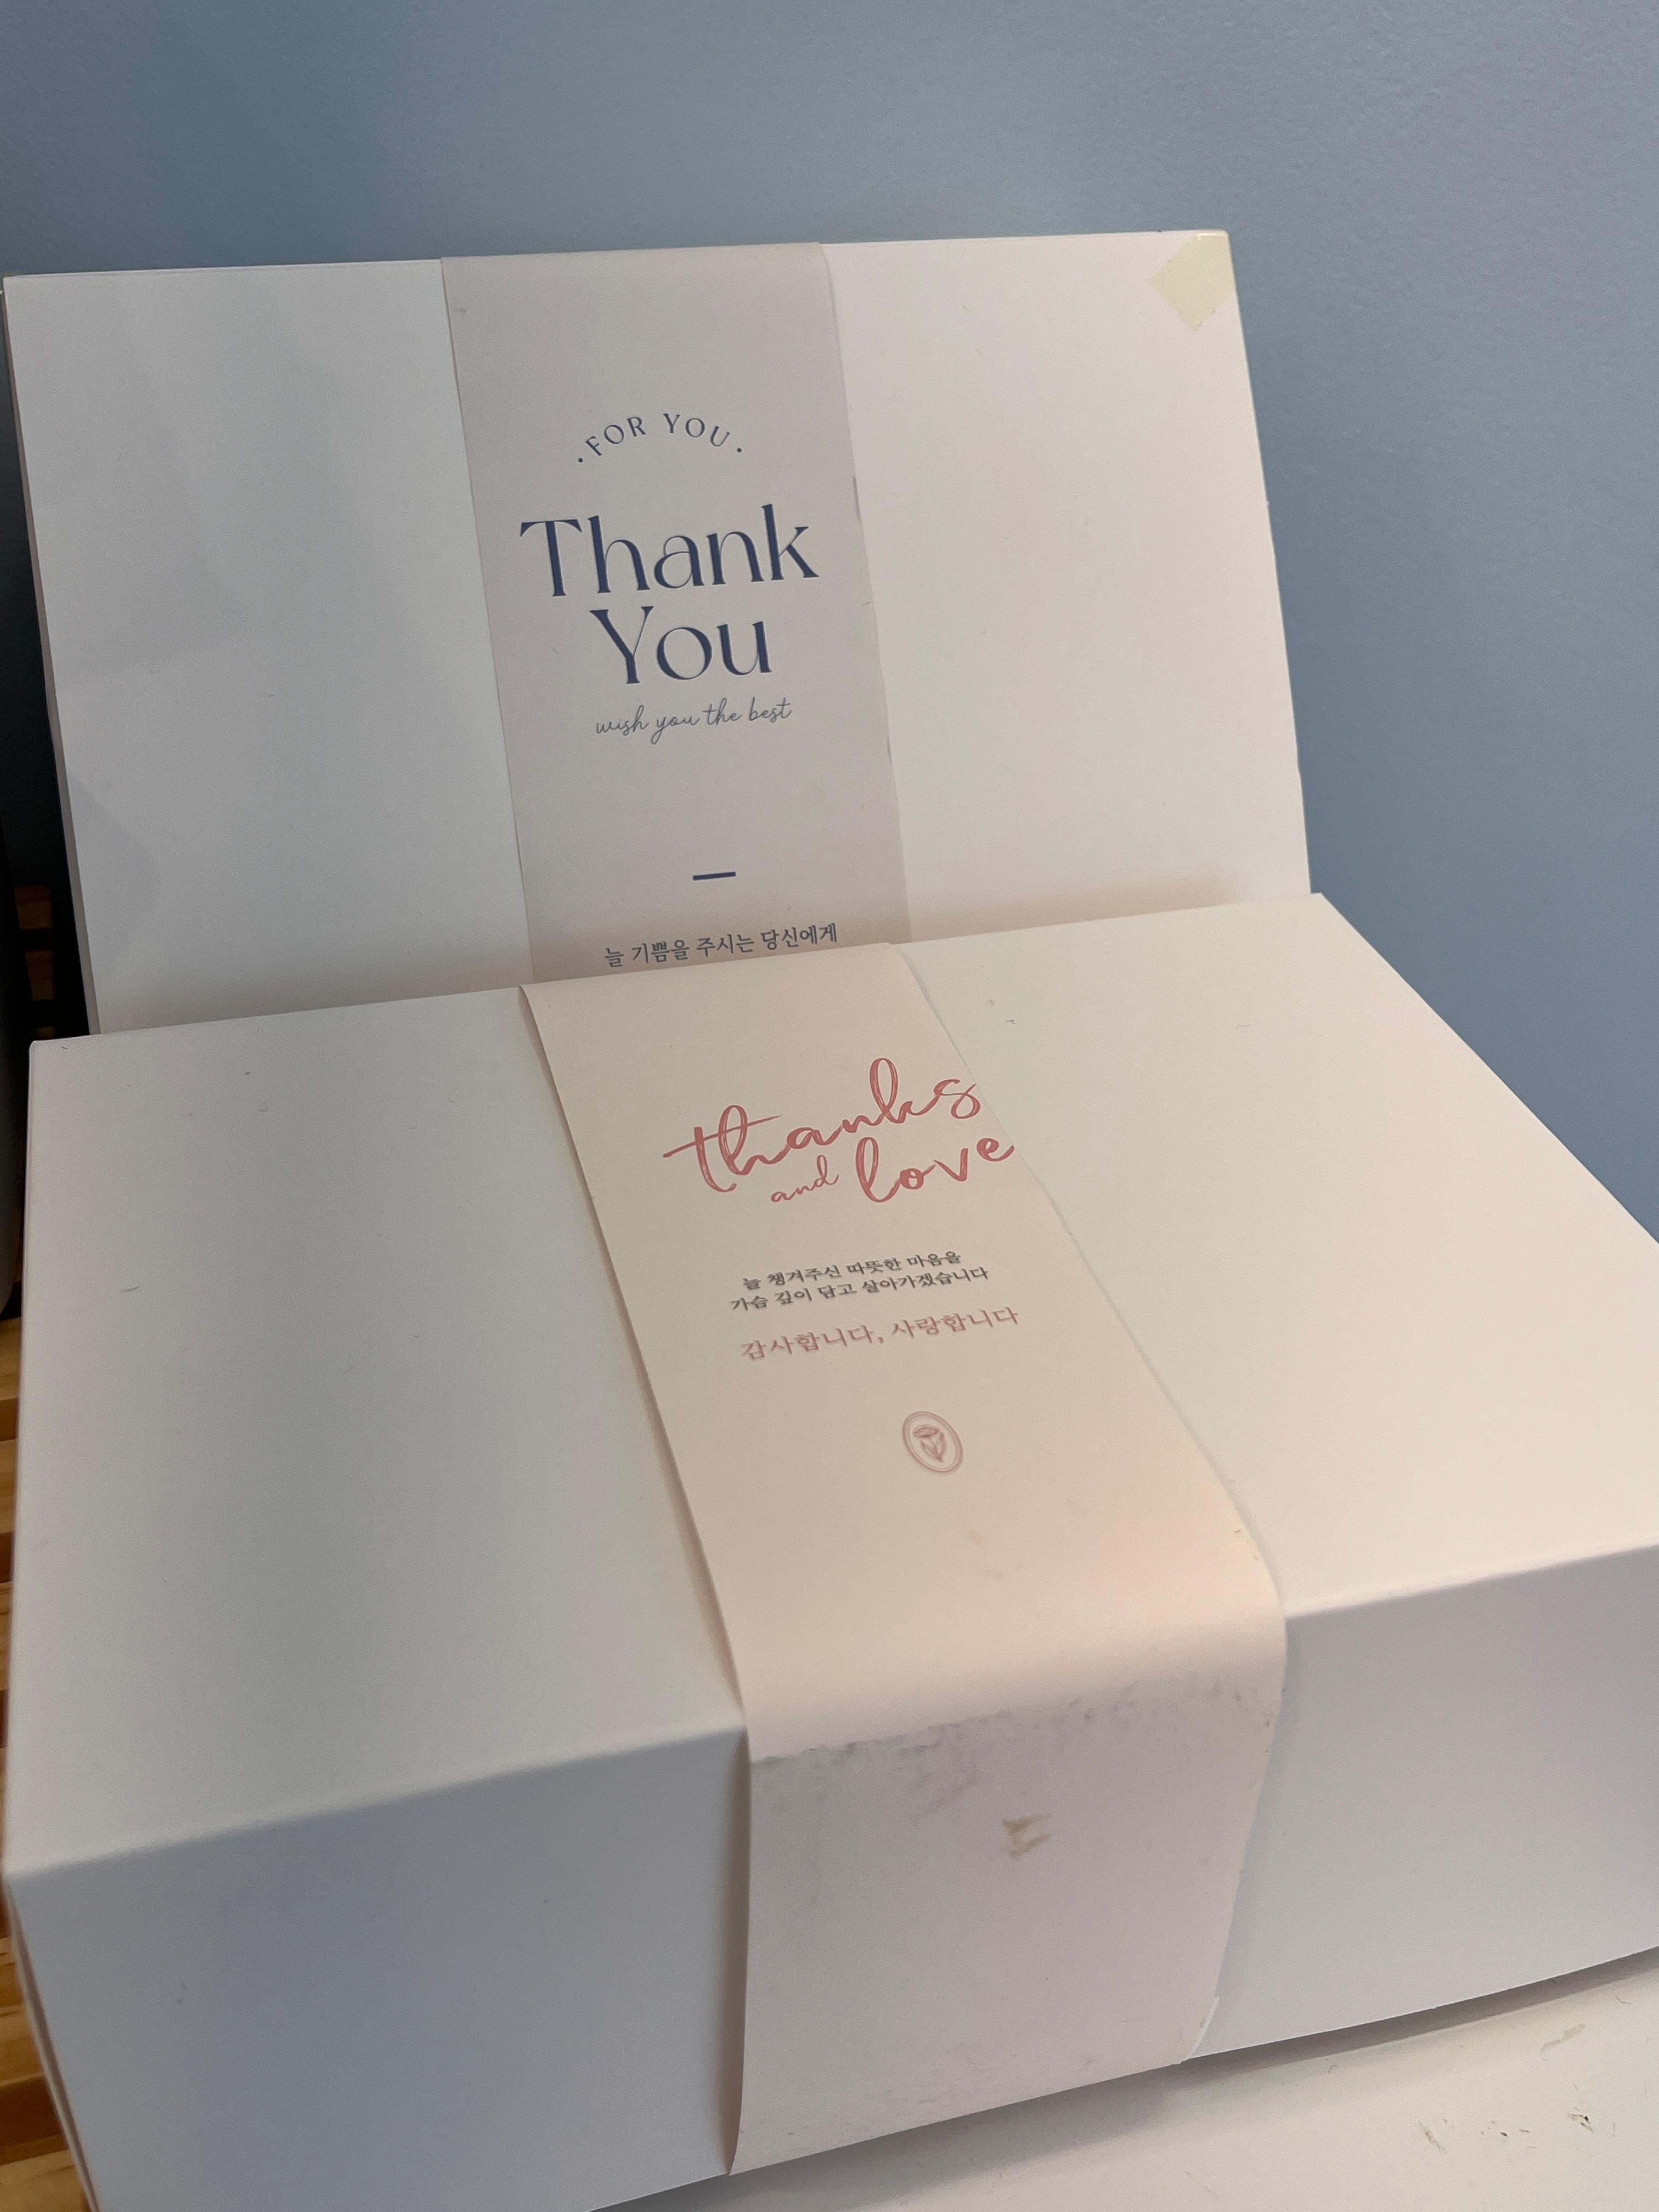 · FOR YOU ·
Thank
You
wish you the best
늘 기쁨을 주시는 당신에게
thanks
and love
늘 챙겨주신 따뜻한 마음을
가슴 깊이 담고 살아가겠습니다
감사합니다, 사랑합니다